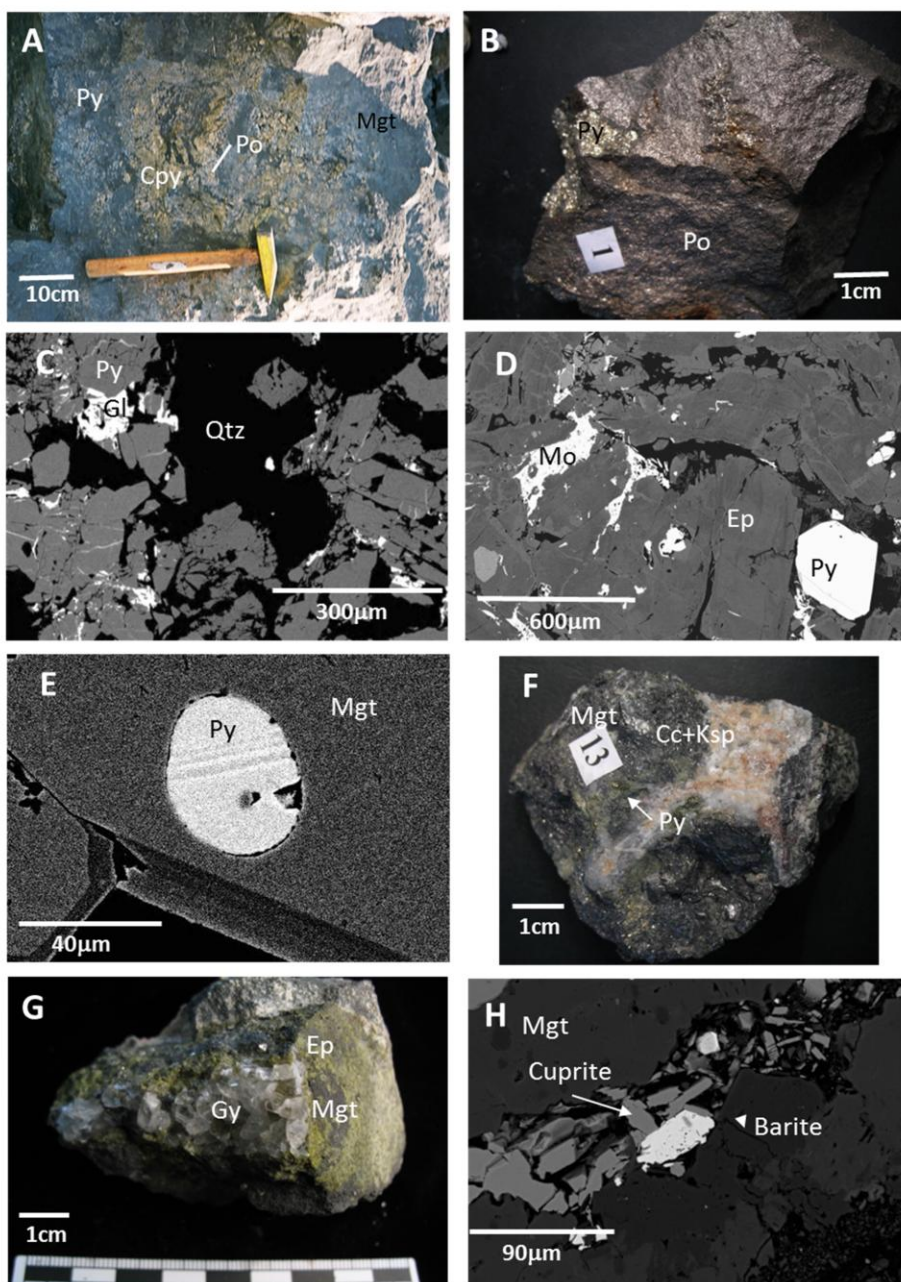 A
Py
Mgt
Po
Cpy
10cm
B
Py
Po
1
1cm
C
Py
Gl
Qtz
300µm
D
Mo
Ep
Py
600µm
E
Py
Mgt
40µm
F
Mgt
Cc+Ksp
13
Py
1cm
G
Ep
Gy
Mgt
1cm
H
Mgt
Cuprite
Barite
90µm